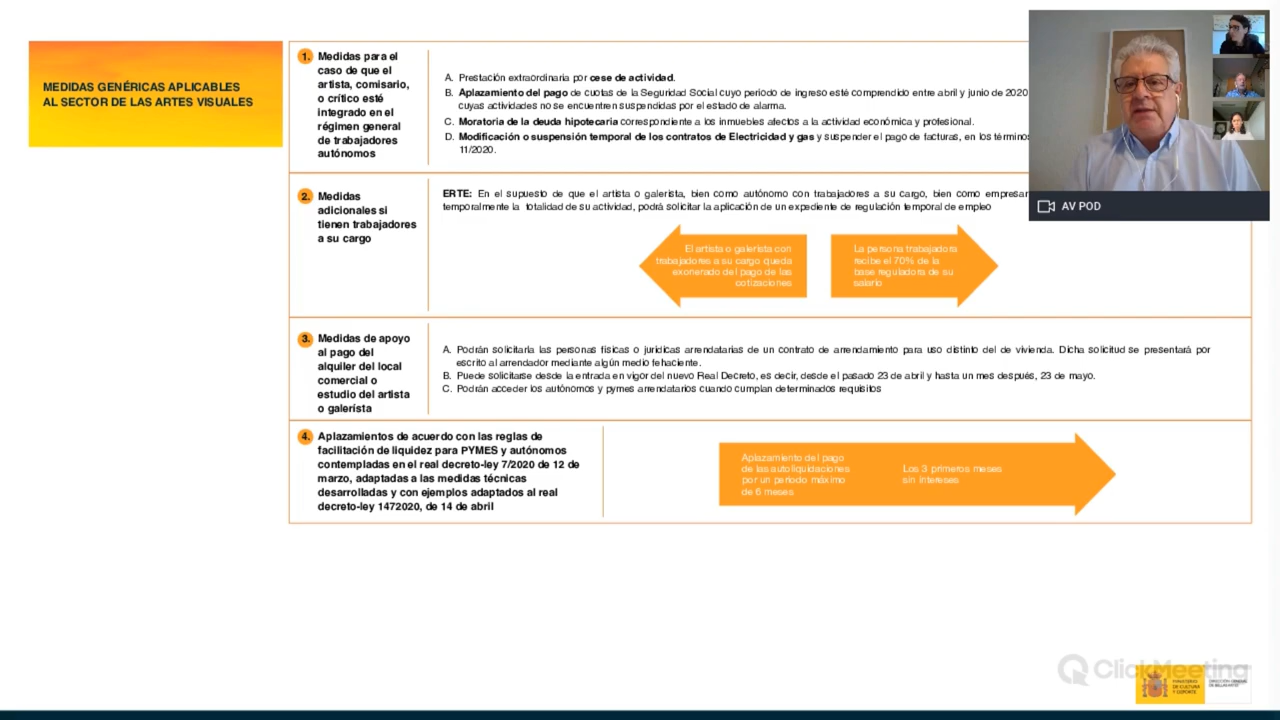 MEDIDAS GENÉRICAS APLICABLES
AL SECTOR DE LAS ARTES VISUALES
1.
Medidas para el
caso de que el
artista, comisario,
o crítico esté
integrado en el
régimen general
de trabajadores
autónomos
A. Prestación extraordinaria por cese de actividad.
B. Aplazamiento del pago de cuotas de la Seguridad Social cuyo periodo de ingreso esté comprendido entre abril y junio de 2020
cuyas actividades no se encuentren suspendidas por el estado de alarma.
C. Moratoria de la deuda hipotecaria correspondiente a los inmuebles afectos a la actividad económica y profesional.
D. Modificación o suspensión temporal de los contratos de Electricidad y gas y suspender el pago de facturas, en los término
11/2020.
2.
Medidas
adicionales si
tienen trabajadores
a su cargo
ERTE: En el supuesto de que el artista o galerista, bien como autónomo con trabajadores a su cargo, bien como empresar
temporalmente la totalidad de su actividad, podrá solicitar la aplicación de un expediente de regulación temporal de empleo
El artista o galerista con
trabajadores a su cargo queda
exonerado del pago de las
cotizaciones
La persona trabajadora
recibe el 70% de la
base reguladora de su
salario
3.
Medidas de apoyo
al pago del
alquiler del local
comercial o
estudio del artista
o galerísta
A. Podrán solicitarla las personas físicas o jurídicas arrendatarias de un contrato de arrendamiento para uso distinto del de vivienda. Dicha solicitud se presentará por
escrito al arrendador mediante algún medio fehaciente.
B. Puede solicitarse desde la entrada en vigor del nuevo Real Decreto, es decir, desde el pasado 23 de abril y hasta un mes después, 23 de mayo.
C. Podrán acceder los autónomos y pymes arrendatarios cuando cumplan determinados requisitos
4.
Aplazamientos de acuerdo con las reglas de
facilitación de liquidez para PYMES y autónomos
contempladas en el real decreto-ley 7/2020 de 12 de
marzo, adaptadas a las medidas técnicas
desarrolladas y con ejemplos adaptados al real
decreto-ley 1472020, de 14 de abril
Aplazamiento del pago
de las autoliquidaciones
por un periodo máximo
de 6 meses
Los 3 primeros meses
sin intereses
AV POD
ClickMeeting
MINISTERIO
DE CULTURA
Y DEPORTE
DIRECCIÓN GENERAL
DE BELLAS ARTES